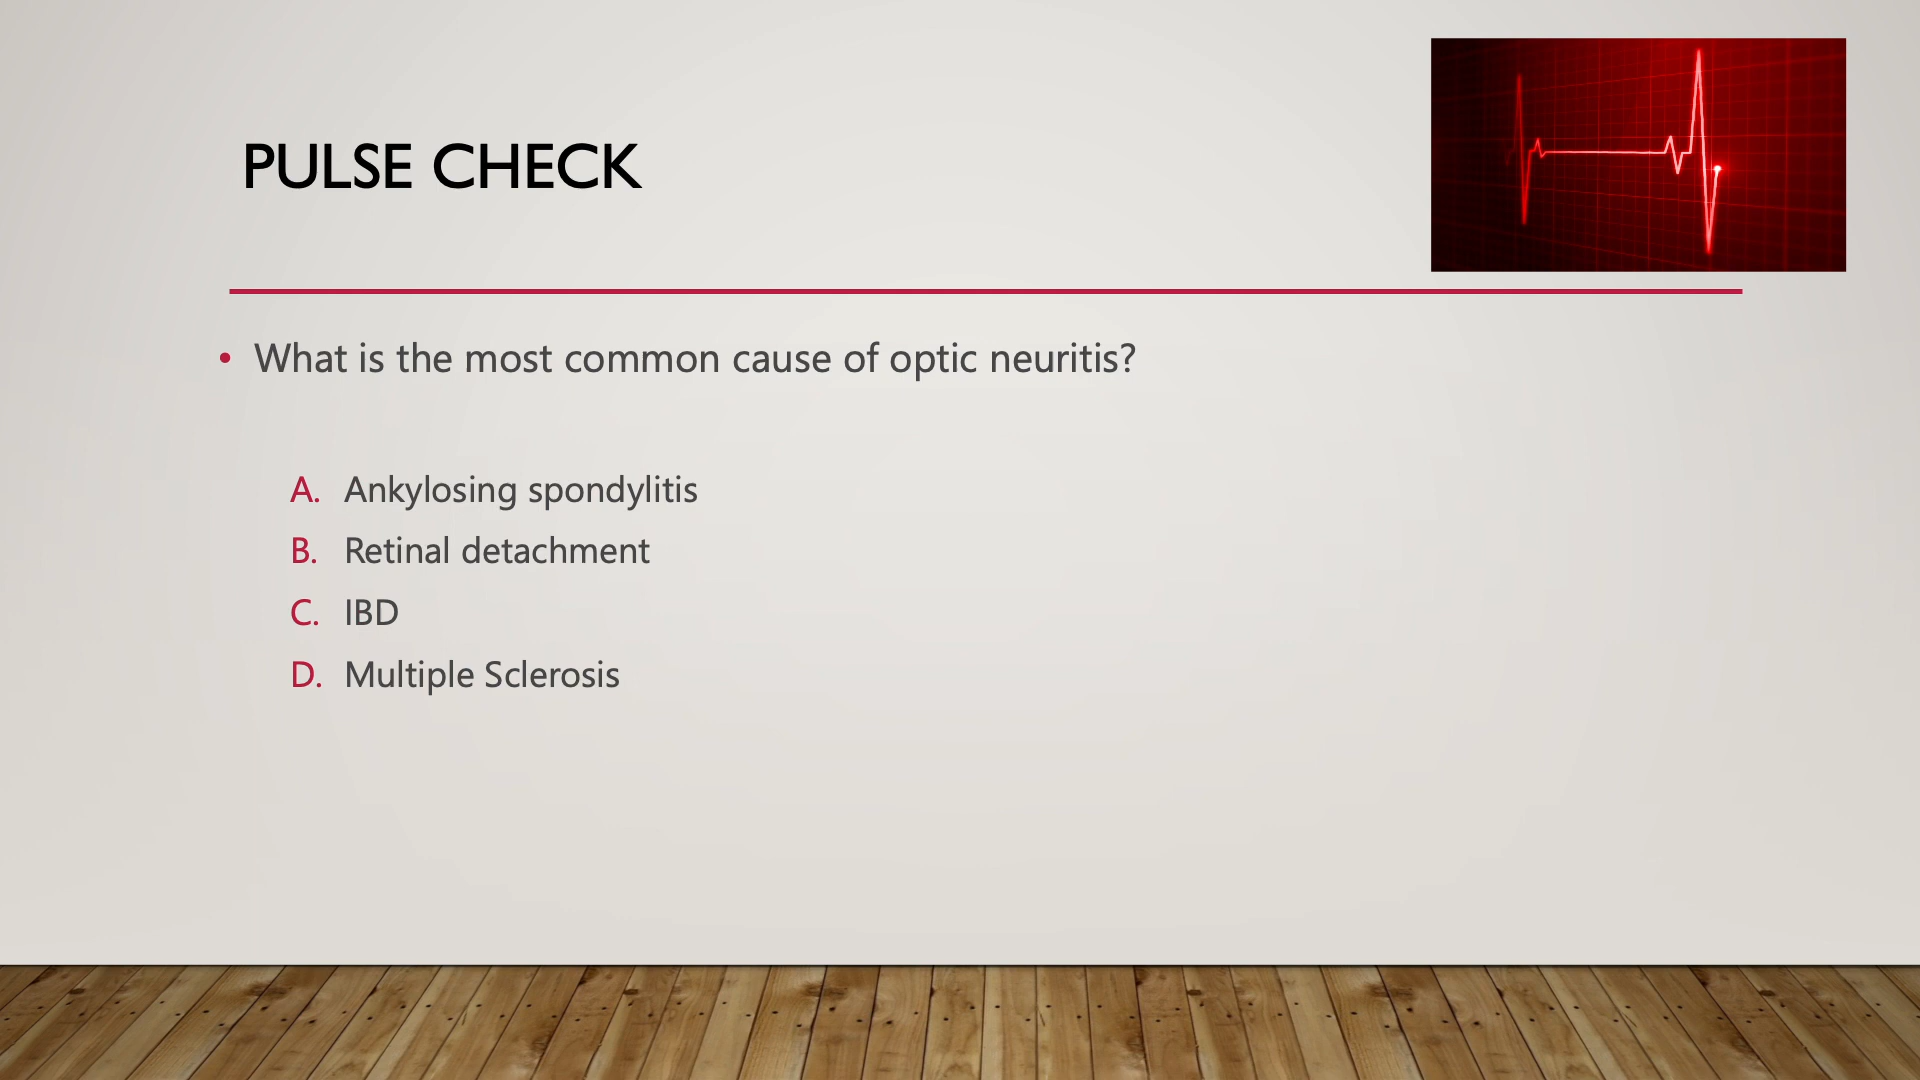 PULSE CHECK
• What is the most common cause of optic neuritis?
A. Ankylosing spondylitis
B. Retinal detachment
C. IBD
D. Multiple Sclerosis